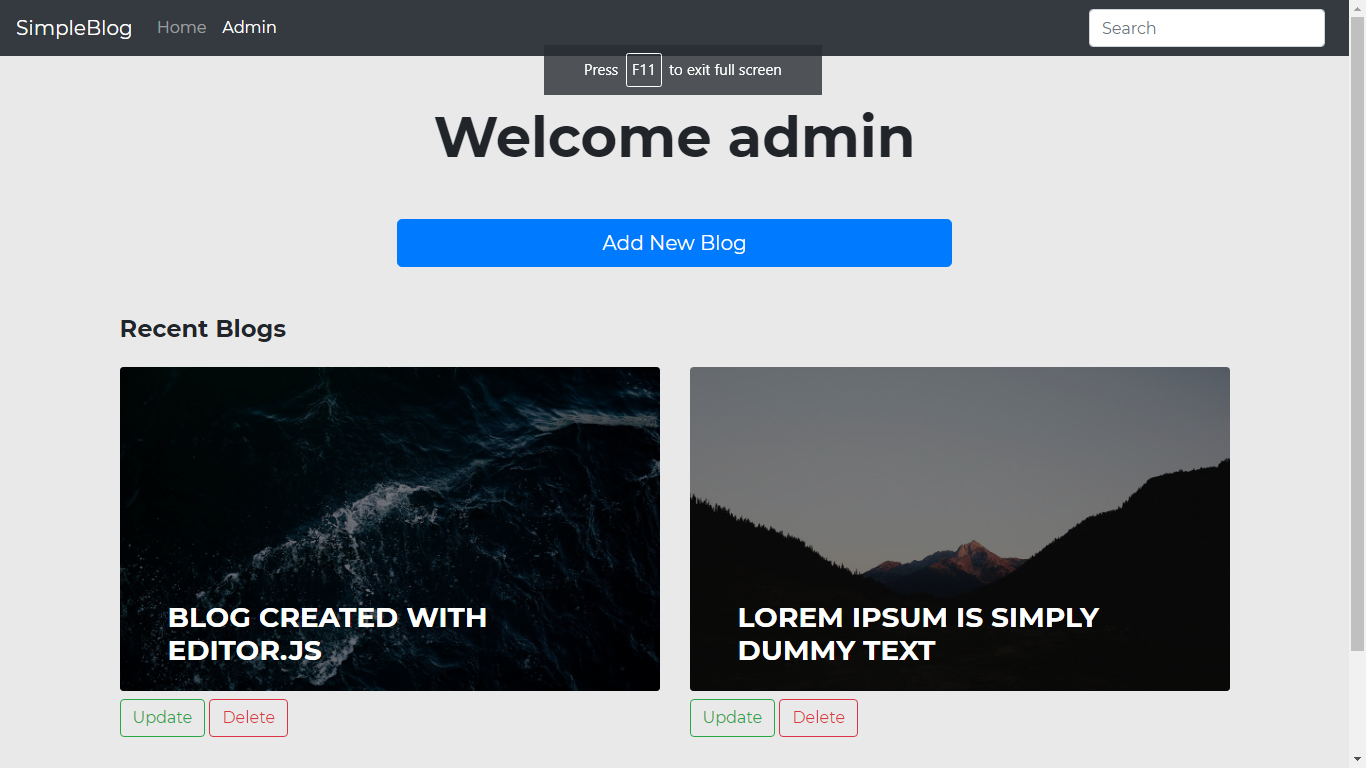 SimpleBlog Home Admin Search
Press F11 to exit full screen
Welcome admin
Add New Blog
Recent Blogs
BLOG CREATED WITH
EDITOR.JS
LOREM IPSUM IS SIMPLY
DUMMY TEXT
Update Delete
Update Delete